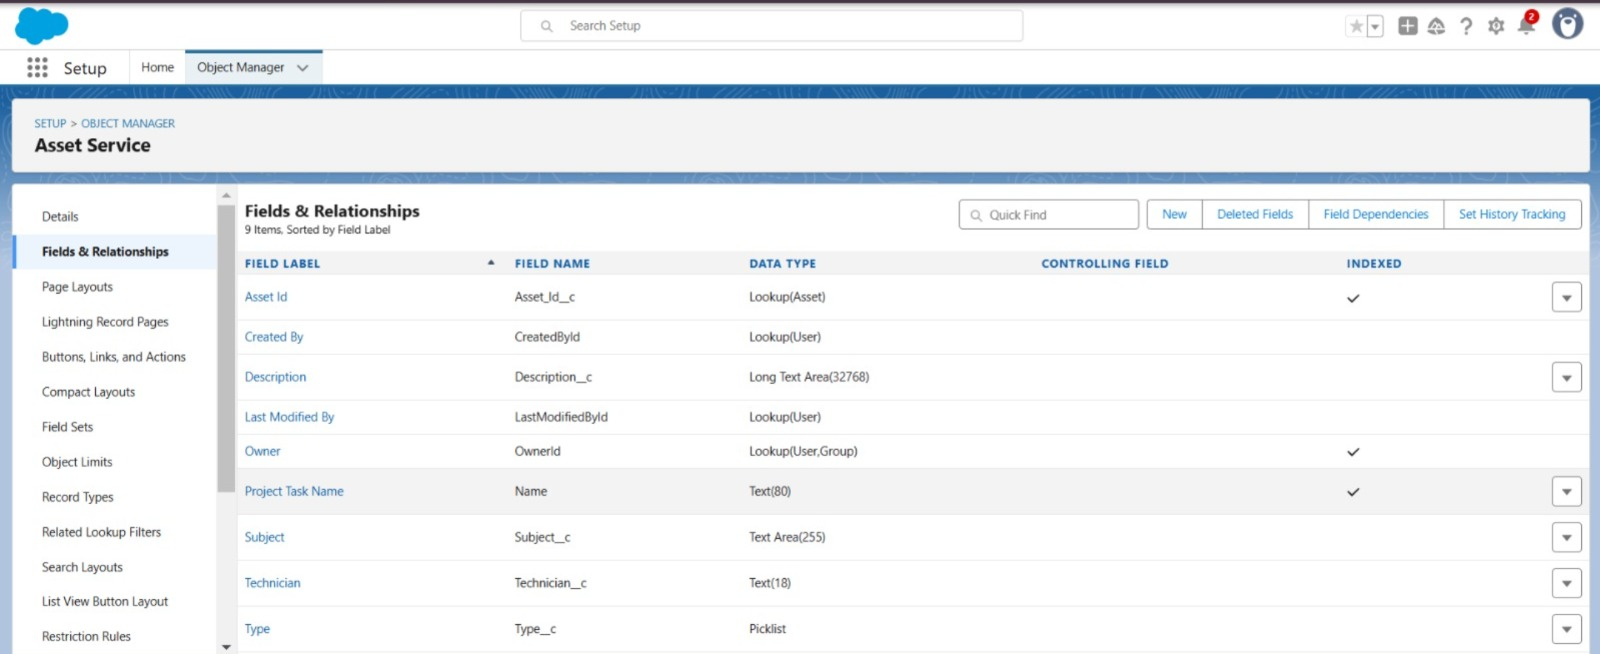 Search Setup
2
Setup
Home
Object Manager
SETUP > OBJECT MANAGER
Asset Service
Details
Fields & Relationships
Page Layouts
Lightning Record Pages
Buttons, Links, and Actions
Compact Layouts
Field Sets
Object Limits
Record Types
Related Lookup Filters
Search Layouts
List View Button Layout
Restriction Rules
Fields & Relationships
9 Items, Sorted by Field Label
Quick Find
New
Deleted Fields
Field Dependencies
Set History Tracking
FIELD LABEL FIELD NAME DATA TYPE CONTROLLING FIELD INDEXED
Asset Id Asset_Id__c Lookup(Asset)
Created By CreatedById Lookup(User)
Description Description__c Long Text Area(32768)
Last Modified By LastModifiedById Lookup(User)
Owner OwnerId Lookup(User,Group)
Project Task Name Name Text(80)
Subject Subject__c Text Area(255)
Technician Technician__c Text(18)
Type Type__c Picklist